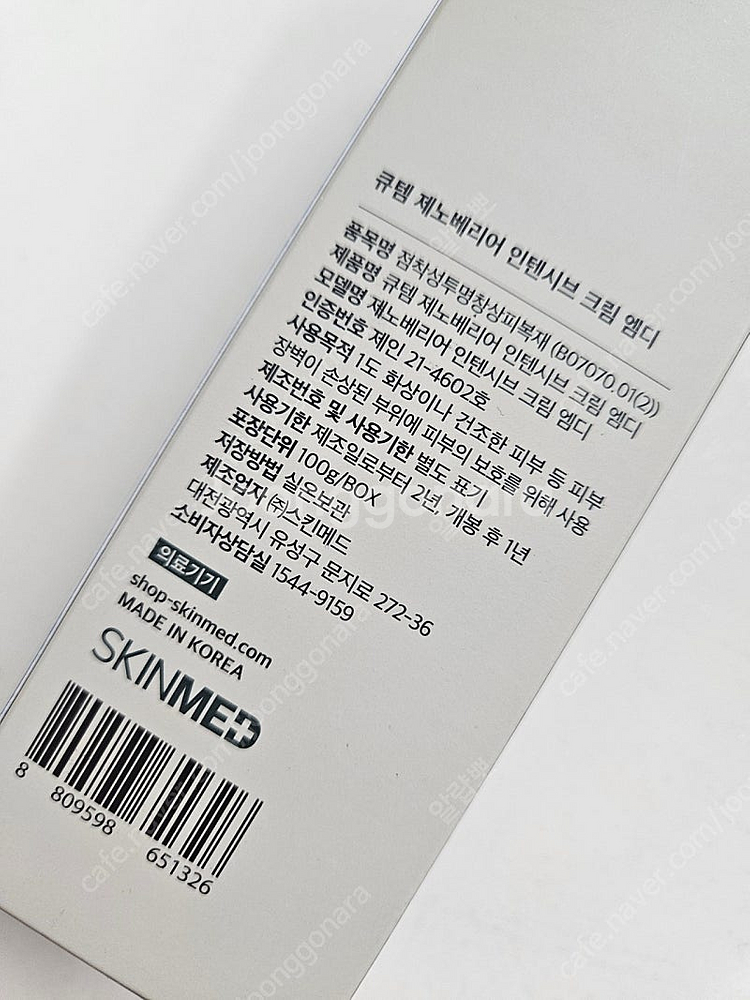 큐템 제노베리어 인텐시브 크림 엠디
품목명 점착성투명창상피복재 (B07070.01(2))
제품명 큐템 제노베리어 인텐시브 크림 엠디
모델명 제노베리어 인텐시브 크림 엠디
인증번호 제인 21-4602호
사용목적 1도 화상이나 건조한 피부 등 피부
장벽이 손상된 부위에 피부의 보호를 위해 사용
제조번호 및 사용기한 별도 표기
사용기한 제조일로부터 2년, 개봉 후 1년
포장단위 100g/BOX
저장방법 실온보관
제조업자 ㈜스킨메드
대전광역시 유성구 문지로 272-36
소비자상담실 1544-9159
의료기기
shop-skinmed.com
MADE IN KOREA
SKINMED
8 809598 651326
joonggonara
cafe.naver.com/joonggonara
알럽뽀